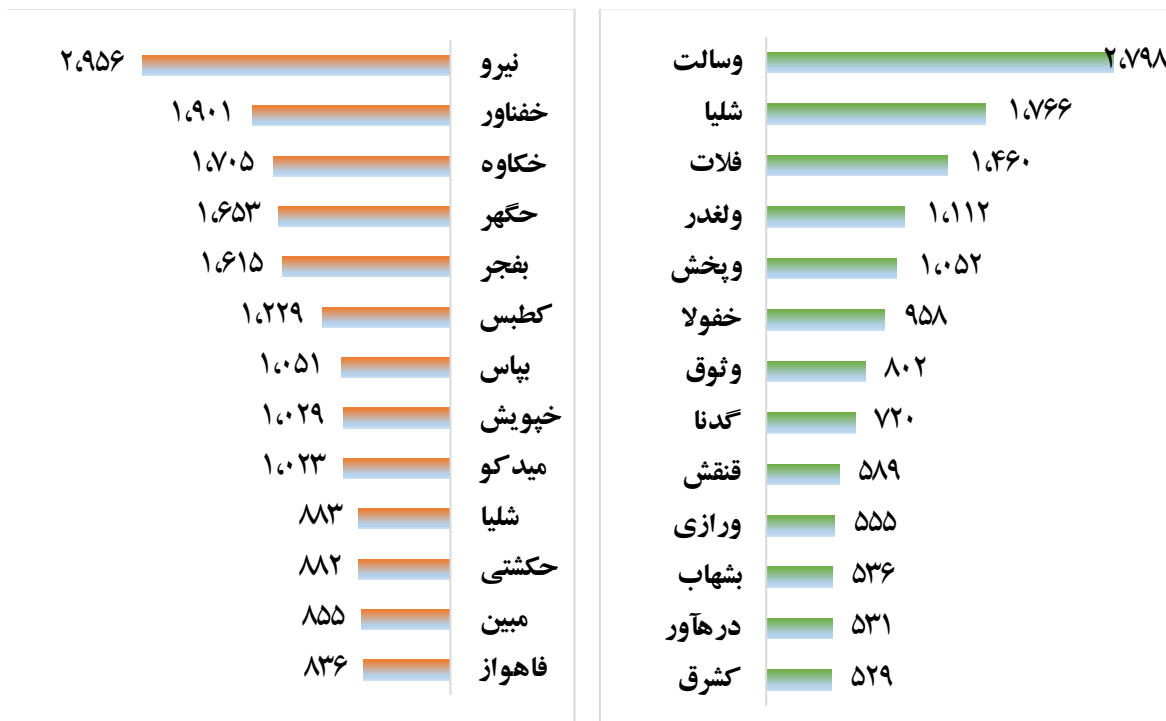 وسالت ۲،۷۹۸
شلیا ۱،۷۶۶
فلات ۱،۴۶۰
ولغدر ۱،۱۱۲
وپخش ۱،۰۵۲
خفولا ۹۵۸
وثوق ۸۰۲
گدنا ۷۲۰
قنقش ۵۸۹
ورازی ۵۵۵
بشهاب ۵۳۶
درهآور ۵۳۱
کشرق ۵۲۹
نیرو ۲،۹۵۶
خفناور ۱،۹۰۱
خکاوه ۱،۷۰۵
حگهر ۱،۶۵۳
بفجر ۱،۶۱۵
کطبس ۱،۲۲۹
بپاس ۱،۰۵۱
خپویش ۱،۰۲۹
میدکو ۱،۰۲۳
شلیا ۸۸۳
حکشتی ۸۸۲
مبین ۸۵۵
فاهواز ۸۳۶